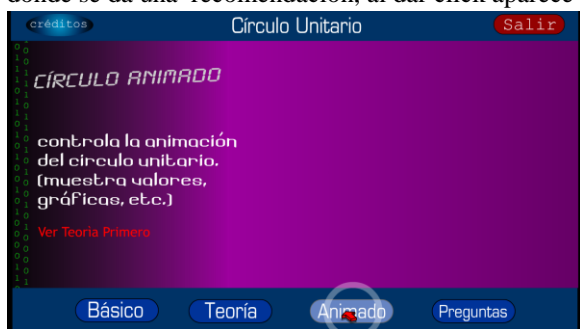 donde se da una recomendación, al dar click aparece
créditos
Círculo Unitario
Salir
CÍRCULO ANIMADO
controla la animación
del circulo unitario.
(muestra valores,
gráficas, etc.)
Ver Teoria Primero
Básico
Teoría
Animado
Preguntas